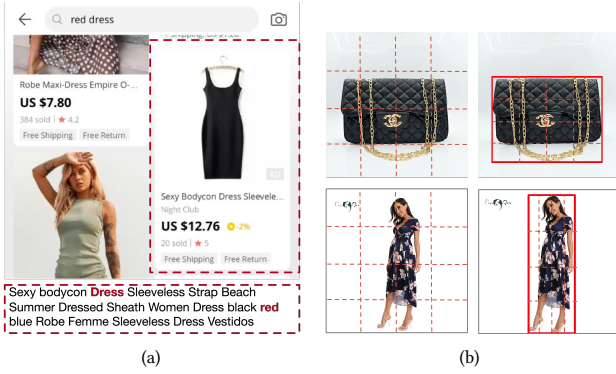 red dress
Robe Maxi-Dress Empire O-...
US $7.80
384 sold | ★ 4.2
Free Shipping Free Return
AD
Sexy Bodycon Dress Sleevele...
Night Club
US $12.76 -2%
20 sold | ★ 5
Free Shipping Free Return
Sexy bodycon Dress Sleeveless Strap Beach
Summer Dressed Sheath Women Dress black red
blue Robe Femme Sleeveless Dress Vestidos
(a)
(b)